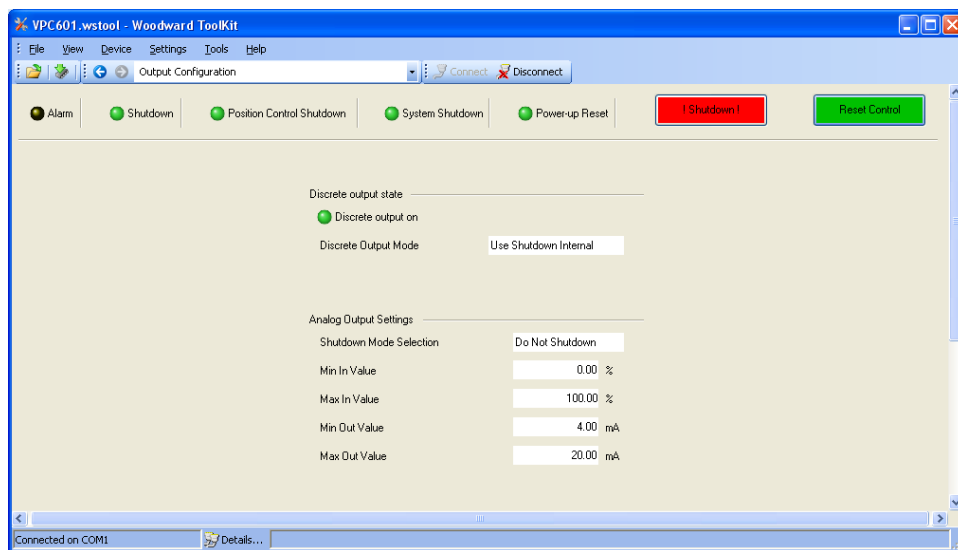 VPC601.wstool - Woodward ToolKit
File View Device Settings Tools Help
Output Configuration Connect Disconnect
Alarm Shutdown Position Control Shutdown System Shutdown Power-up Reset ! Shutdown ! Reset Control
Discrete output state
Discrete output on
Discrete Output Mode Use Shutdown Internal
Analog Output Settings
Shutdown Mode Selection Do Not Shutdown
Min In Value 0.00 %
Max In Value 100.00 %
Min Out Value 4.00 mA
Max Out Value 20.00 mA
Connected on COM1 Details...